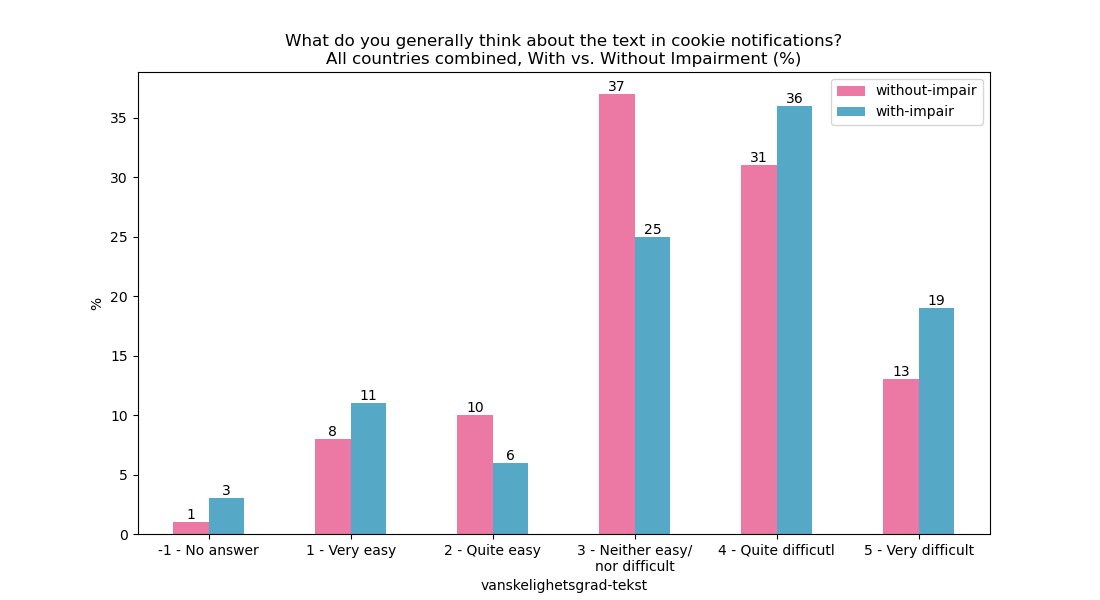 What do you generally think about the text in cookie notifications?
All countries combined, With vs. Without Impairment (%)
without-impair
with-impair
%
35
30
25
20
15
10
5
0
1
3
8
11
10
6
37
25
31
36
13
19
-1 - No answer
1 - Very easy
2 - Quite easy
3 - Neither easy/
nor difficult
4 - Quite difficutl
5 - Very difficult
vanskelighetsgrad-tekst